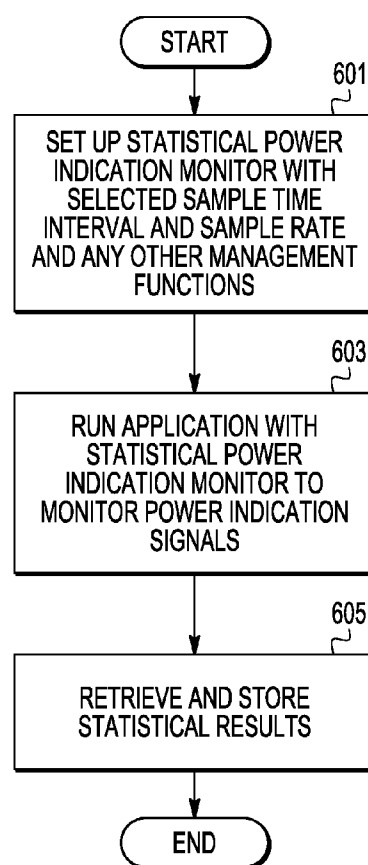 START
601
SET UP STATISTICAL POWER
INDICATION MONITOR WITH
SELECTED SAMPLE TIME
INTERVAL AND SAMPLE RATE
AND ANY OTHER MANAGEMENT
FUNCTIONS
603
RUN APPLICATION WITH
STATISTICAL POWER
INDICATION MONITOR TO
MONITOR POWER INDICATION
SIGNALS
605
RETRIEVE AND STORE
STATISTICAL RESULTS
END